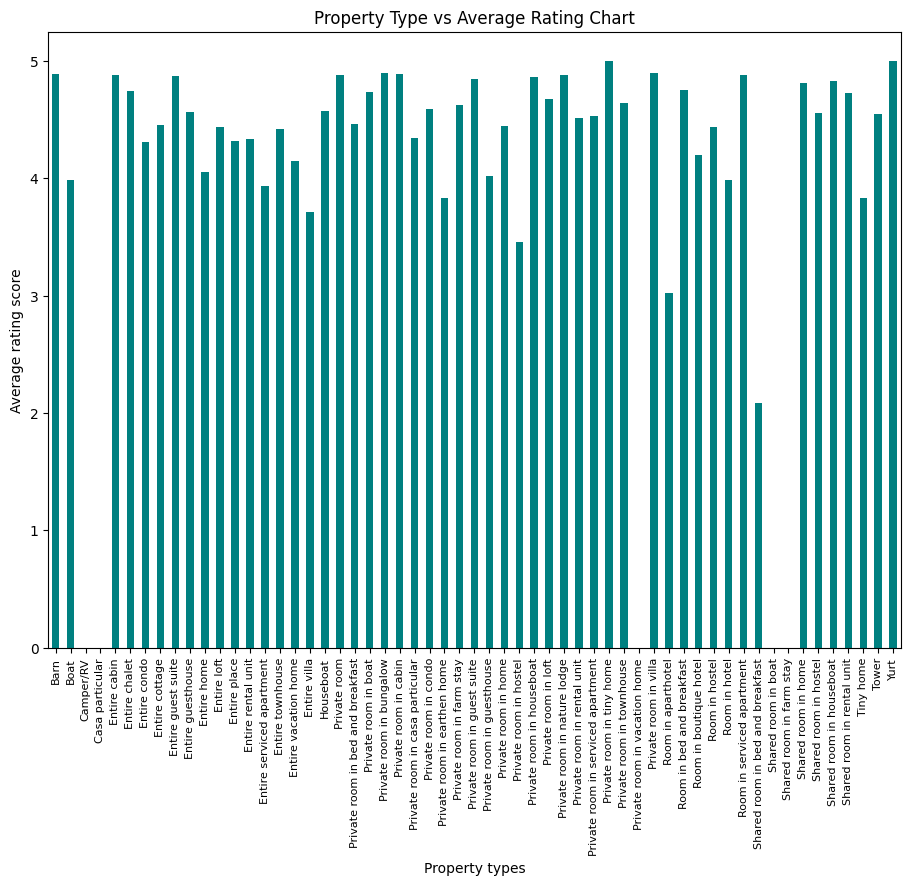 Property Type vs Average Rating Chart
5
4
3
2
1
0
Average rating score
Barn
Boat
Camper/RV
Casa particular
Entire cabin
Entire chalet
Entire condo
Entire cottage
Entire guest suite
Entire guesthouse
Entire home
Entire loft
Entire place
Entire rental unit
Entire serviced apartment
Entire townhouse
Entire vacation home
Entire villa
Houseboat
Private room
Private room in bed and breakfast
Private room in boat
Private room in bungalow
Private room in cabin
Private room in casa particular
Private room in condo
Private room in earthen home
Private room in farm stay
Private room in guest suite
Private room in guesthouse
Private room in home
Private room in hostel
Private room in houseboat
Private room in loft
Private room in nature lodge
Private room in rental unit
Private room in serviced apartment
Private room in tiny home
Private room in townhouse
Private room in vacation home
Private room in villa
Room in aparthotel
Room in bed and breakfast
Room in boutique hotel
Room in hostel
Room in hotel
Room in serviced apartment
Shared room in bed and breakfast
Shared room in boat
Shared room in farm stay
Shared room in home
Shared room in hostel
Shared room in houseboat
Shared room in rental unit
Tiny home
Tower
Yurt
Property types